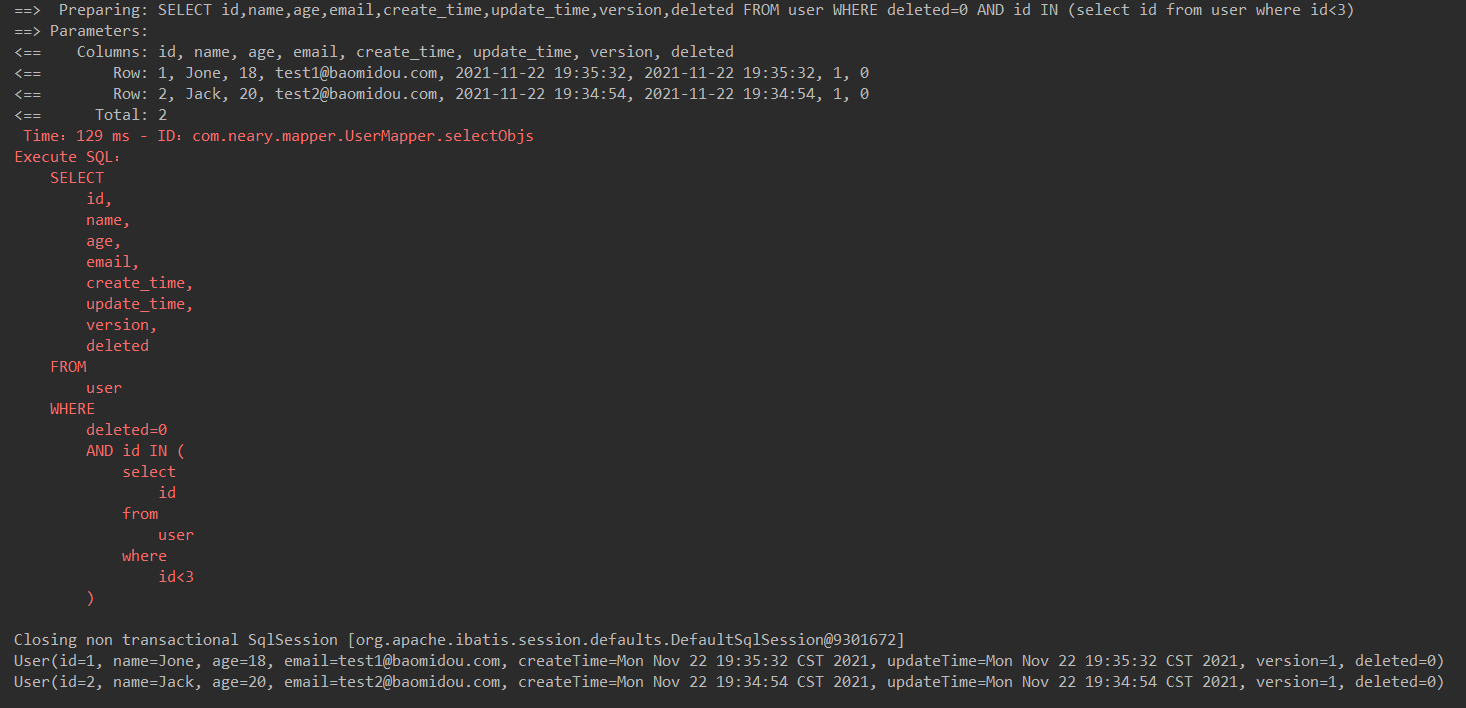 ==>  Preparing: SELECT id,name,age,email,create_time,update_time,version,deleted FROM user WHERE deleted=0 AND id IN (select id from user where id<3)
==> Parameters:
<==    Columns: id, name, age, email, create_time, update_time, version, deleted
<==        Row: 1, Jone, 18, test1@baomidou.com, 2021-11-22 19:35:32, 2021-11-22 19:35:32, 1, 0
<==        Row: 2, Jack, 20, test2@baomidou.com, 2021-11-22 19:34:54, 2021-11-22 19:34:54, 1, 0
<==      Total: 2
 Time：129 ms - ID：com.neary.mapper.UserMapper.selectObjs
Execute SQL：
    SELECT
        id,
        name,
        age,
        email,
        create_time,
        update_time,
        version,
        deleted
    FROM
        user
    WHERE
        deleted=0
        AND id IN (
            select
                id
            from
                user
            where
                id<3
        )
Closing non transactional SqlSession [org.apache.ibatis.session.defaults.DefaultSqlSession@9301672]
User(id=1, name=Jone, age=18, email=test1@baomidou.com, createTime=Mon Nov 22 19:35:32 CST 2021, updateTime=Mon Nov 22 19:35:32 CST 2021, version=1, deleted=0)
User(id=2, name=Jack, age=20, email=test2@baomidou.com, createTime=Mon Nov 22 19:34:54 CST 2021, updateTime=Mon Nov 22 19:34:54 CST 2021, version=1, deleted=0)